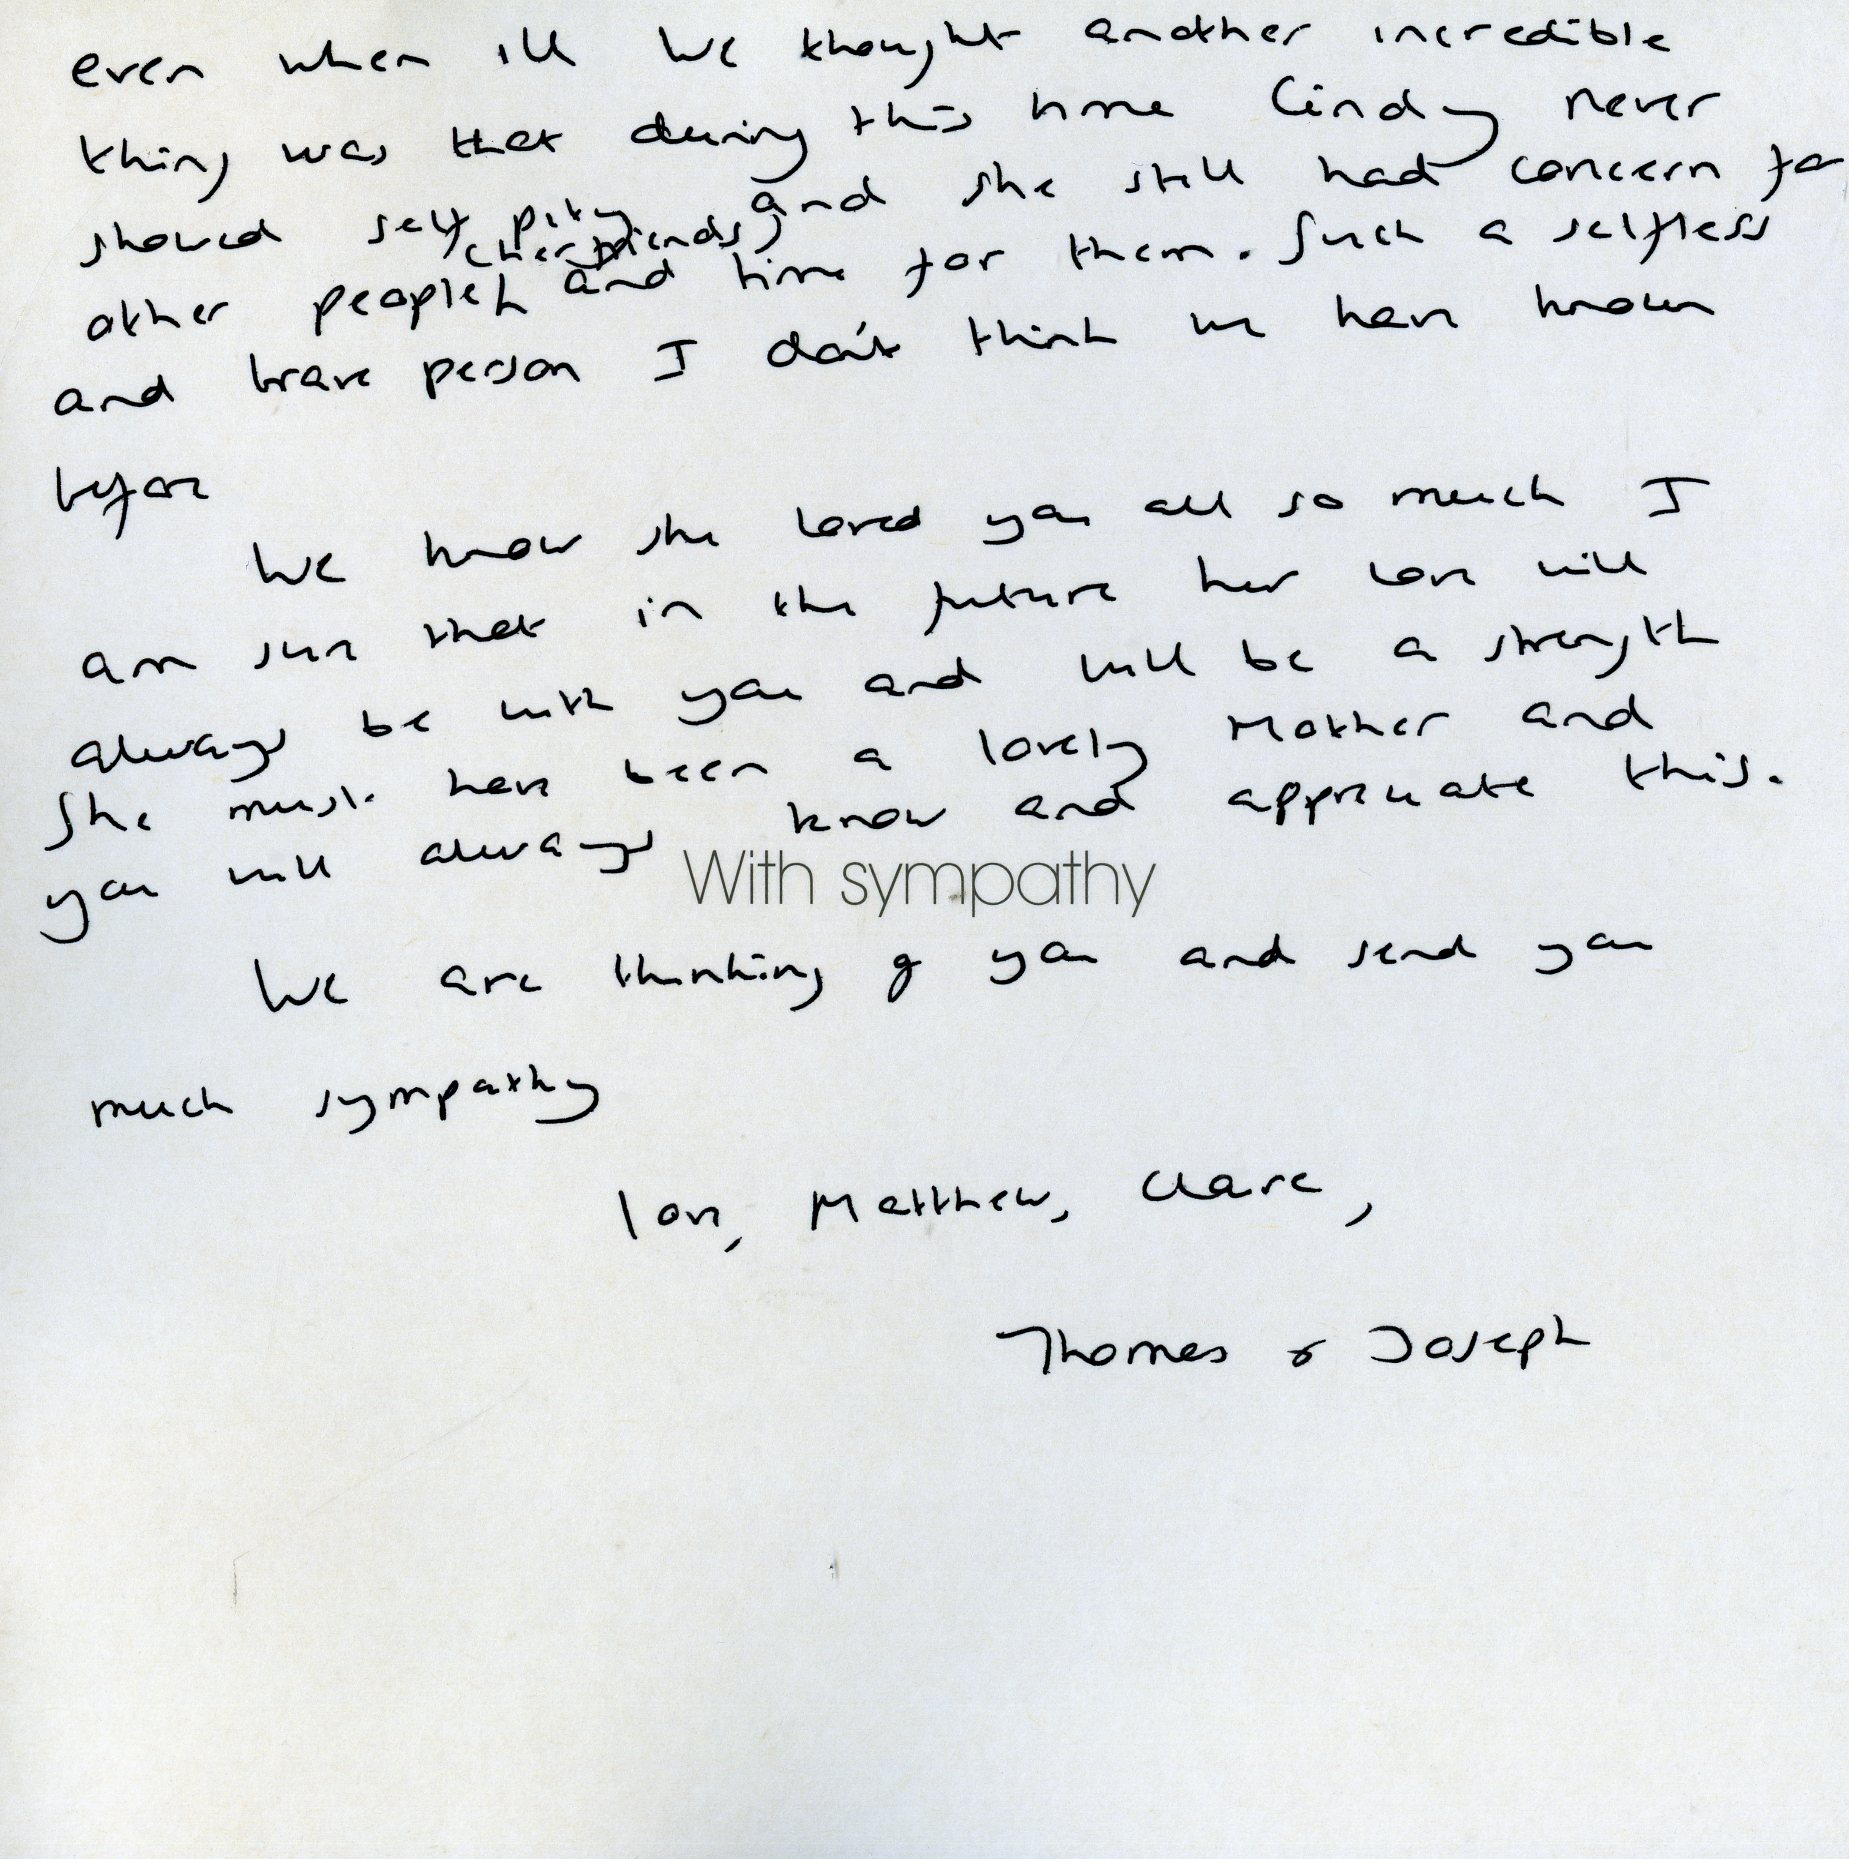 even when ill We thought another incredible
thing was that during this time Cindy never
showed self pity and she still had concern for
(her friends)
other people and time for them. Such a selfless
and brave person I don't think we have known
before
We know she loved you all so much I
am sure that in the future her love will
always be with you and will be a strength
She must have been a lovely Mother and
you will always know and appreciate this.
With sympathy
We are thinking of you and send you
much sympathy
love, Matthew, Clare,
Thomas & Joseph